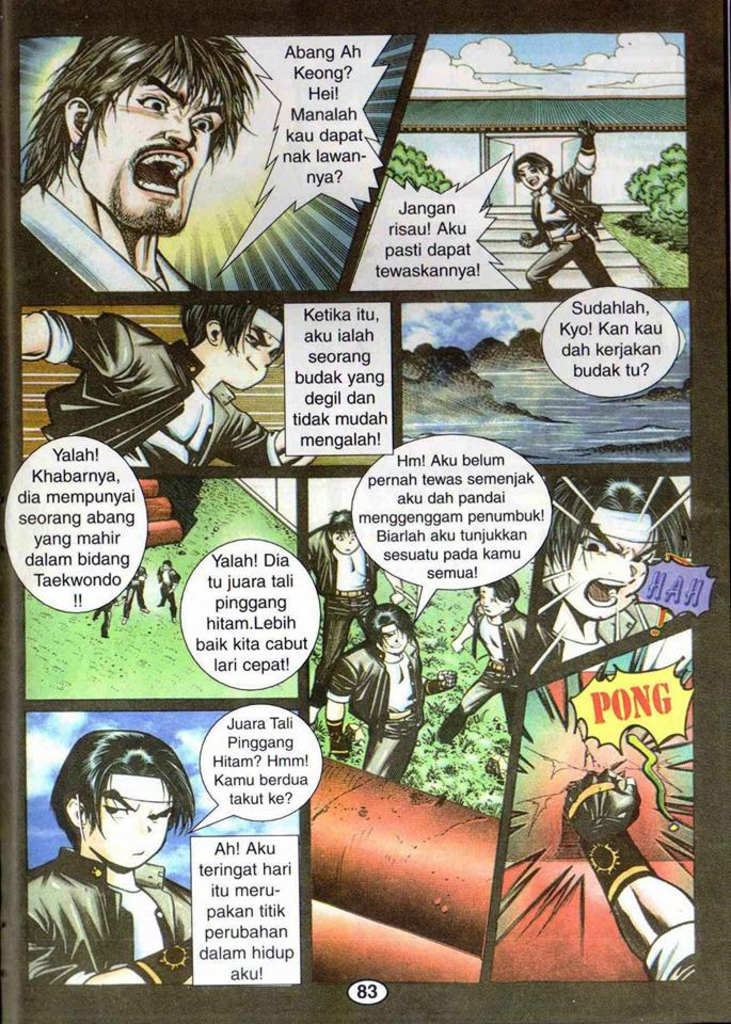 Abang Ah
Keong?
Hei!
Manalah
kau dapat
nak lawan-
nya?
Jangan
risau! Aku
pasti dapat
tewaskannya!
Ketika itu,
aku ialah
seorang
budak yang
degil dan
tidak mudah
mengalah!
Sudahlah,
Kyo! Kan kau
dah kerjakan
budak tu?
Yalah!
Khabarnya,
dia mempunyai
seorang abang
yang mahir
dalam bidang
Taekwondo
!!
Yalah! Dia
tu juara tali
pinggang
hitam.Lebih
baik kita cabut
lari cepat!
Hm! Aku belum
pernah tewas semenjak
aku dah pandai
menggenggam penumbuk!
Biarlah aku tunjukkan
sesuatu pada kamu
semua!
HAH
!
PONG
Juara Tali
Pinggang
Hitam? Hmm!
Kamu berdua
takut ke?
Ah! Aku
teringat hari
itu meru-
pakan titik
perubahan
dalam hidup
aku!
83